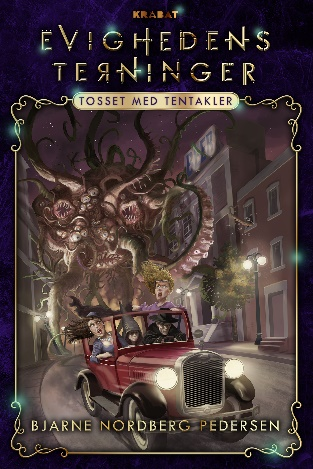 KRABAT
EVIGHEDENS
TERNINGER
TOSSET MED TENTAKLER
BJARNE NORDBERG PEDERSEN